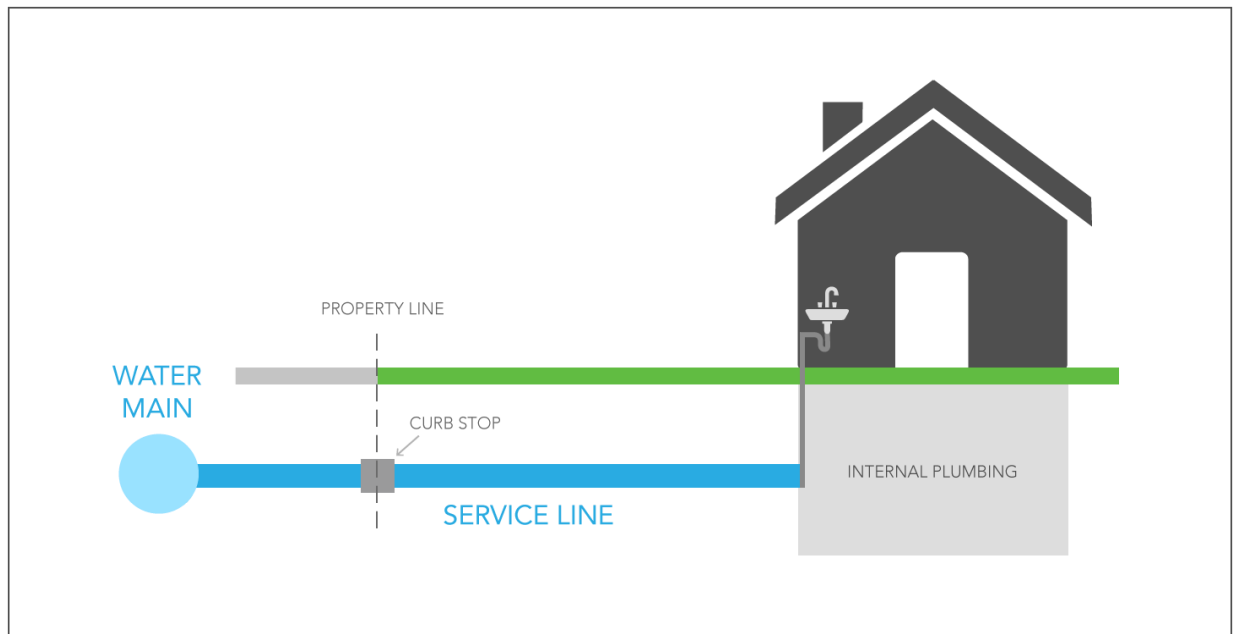 PROPERTY LINE
WATER
MAIN
CURB STOP
INTERNAL PLUMBING
SERVICE LINE